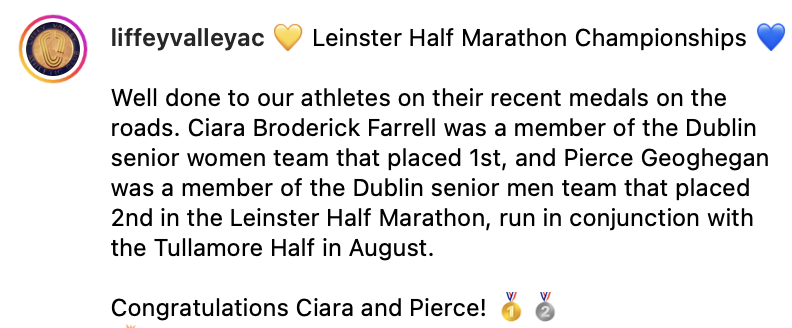 liffeyvalleyac 💛 Leinster Half Marathon Championships 💙
Well done to our athletes on their recent medals on the
roads. Ciara Broderick Farrell was a member of the Dublin
senior women team that placed 1st, and Pierce Geoghegan
was a member of the Dublin senior men team that placed
2nd in the Leinster Half Marathon, run in conjunction with
the Tullamore Half in August.
Congratulations Ciara and Pierce! 🥇 🥈